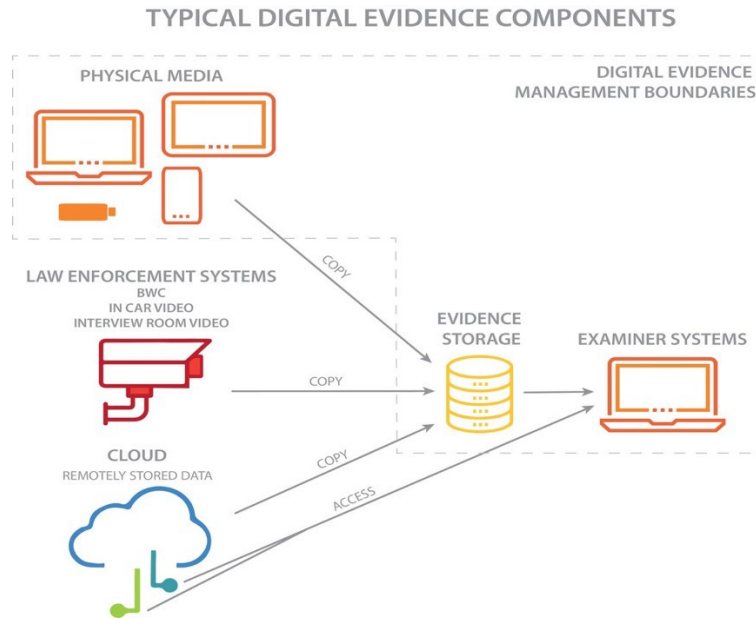 TYPICAL DIGITAL EVIDENCE COMPONENTS
PHYSICAL MEDIA
DIGITAL EVIDENCE
MANAGEMENT BOUNDARIES
COPY
LAW ENFORCEMENT SYSTEMS
BWC
IN CAR VIDEO
INTERVIEW ROOM VIDEO
EVIDENCE
STORAGE
EXAMINER SYSTEMS
COPY
CLOUD
REMOTELY STORED DATA
COPY
ACCESS